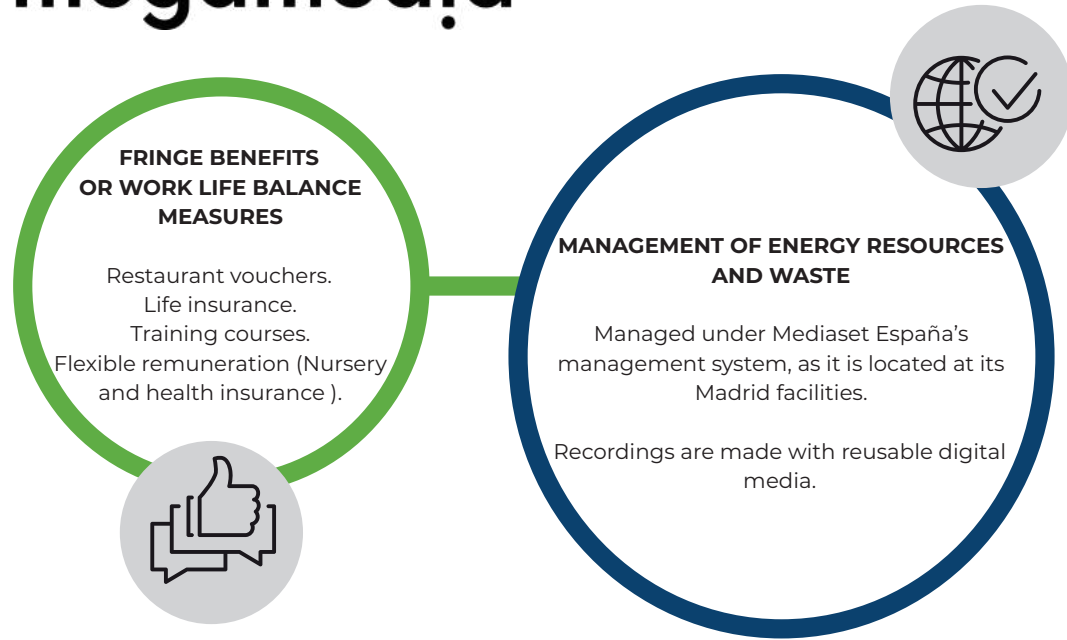 megamedia
FRINGE BENEFITS
OR WORK LIFE BALANCE
MEASURES
Restaurant vouchers.
Life insurance.
Training courses.
Flexible remuneration (Nursery
and health insurance ).
MANAGEMENT OF ENERGY RESOURCES
AND WASTE
Managed under Mediaset España’s
management system, as it is located at its
Madrid facilities.
Recordings are made with reusable digital
media.